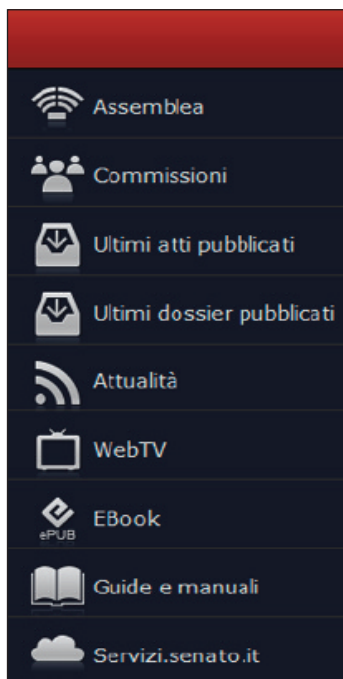 Assemblea
Commissioni
Ultimi atti pubblicati
Ultimi dossier pubblicati
Attualità
WebTV
ePUB
EBook
Guide e manuali
Servizi.senato.it